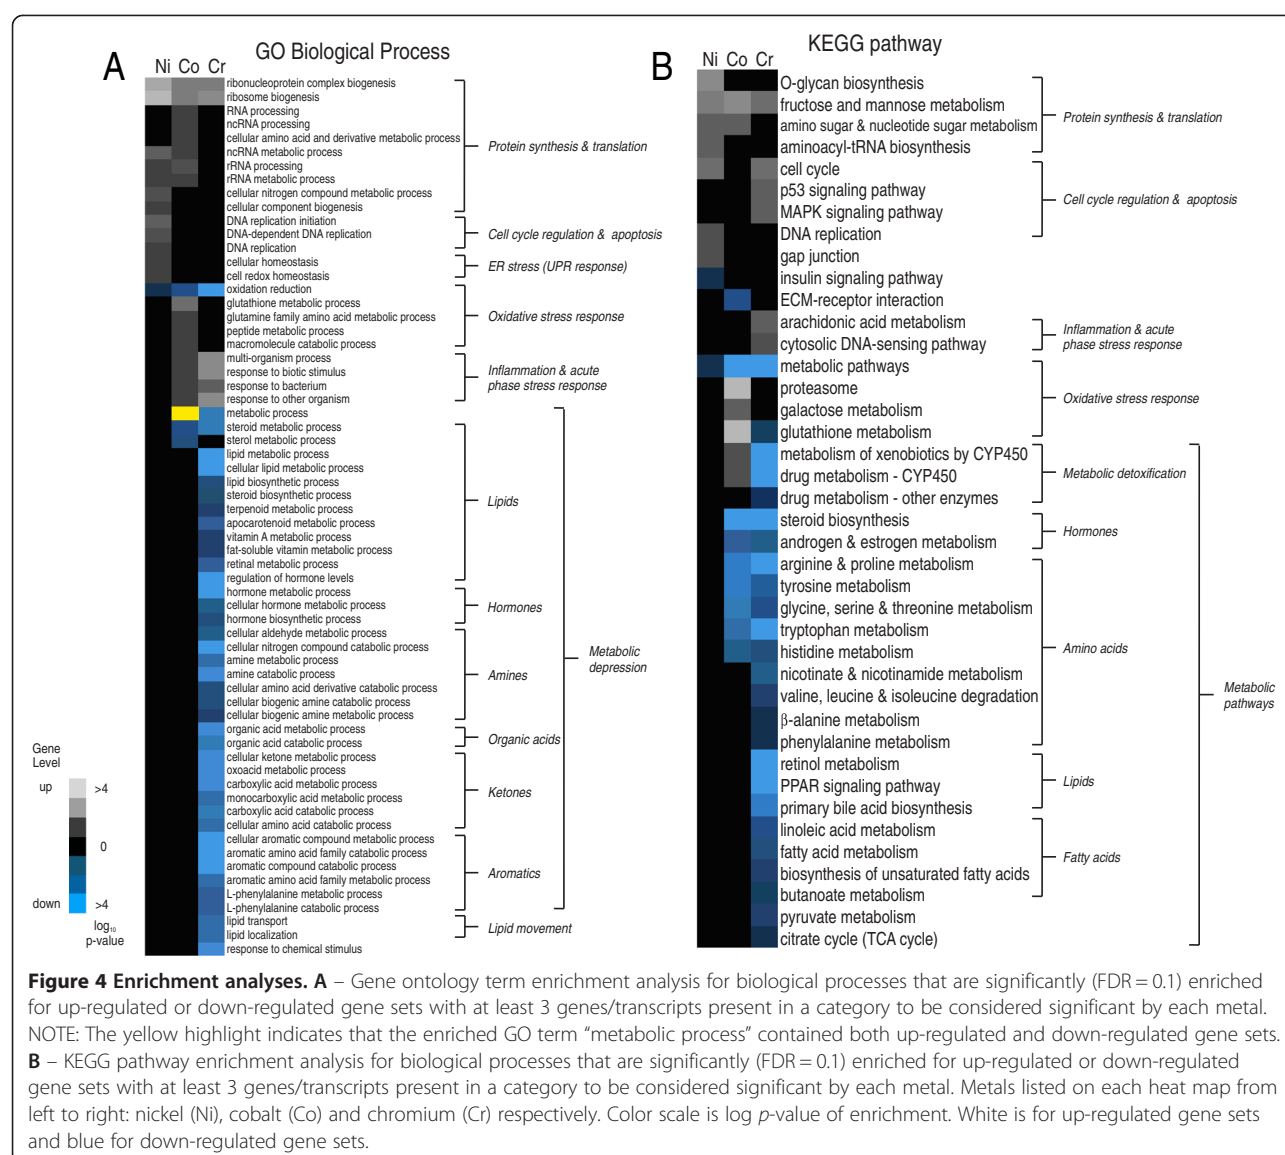 A
GO Biological Process
Ni Co Cr
ribonucleoprotein complex biogenesis
ribosome biogenesis
RNA processing
ncRNA processing
cellular amino acid and derivative metabolic process
ncRNA metabolic process
rRNA processing
rRNA metabolic process
cellular nitrogen compound metabolic process
cellular component biogenesis
DNA replication initiation
DNA-dependent DNA replication
DNA replication
cellular homeostasis
cell redox homeostasis
oxidation reduction
glutathione metabolic process
glutamine family amino acid metabolic process
peptide metabolic process
macromolecule catabolic process
multi-organism process
response to biotic stimulus
response to bacterium
response to other organism
metabolic process
steroid metabolic process
sterol metabolic process
lipid metabolic process
cellular lipid metabolic process
lipid biosynthetic process
steroid biosynthetic process
terpenoid metabolic process
apocarotenoid metabolic process
vitamin A metabolic process
fat-soluble vitamin metabolic process
retinal metabolic process
regulation of hormone levels
hormone metabolic process
cellular hormone metabolic process
hormone biosynthetic process
cellular aldehyde metabolic process
cellular nitrogen compound catabolic process
amine metabolic process
amine catabolic process
cellular amino acid derivative catabolic process
cellular biogenic amine catabolic process
cellular biogenic amine metabolic process
organic acid metabolic process
organic acid catabolic process
cellular ketone metabolic process
oxoacid metabolic process
carboxylic acid metabolic process
monocarboxylic acid metabolic process
carboxylic acid catabolic process
cellular amino acid catabolic process
cellular aromatic compound metabolic process
aromatic amino acid family catabolic process
aromatic compound catabolic process
aromatic amino acid family metabolic process
L-phenylalanine metabolic process
L-phenylalanine catabolic process
lipid transport
lipid localization
response to chemical stimulus
Protein synthesis & translation
Cell cycle regulation & apoptosis
ER stress (UPR response)
Oxidative stress response
Inflammation & acute
phase stress response
Lipids
Hormones
Amines
Organic acids
Ketones
Aromatics
Lipid movement
Metabolic
depression
Gene
Level
up
>4
0
down
>4
log10
p-value
B
KEGG pathway
Ni Co Cr
O-glycan biosynthesis
fructose and mannose metabolism
amino sugar & nucleotide sugar metabolism
aminoacyl-tRNA biosynthesis
cell cycle
p53 signaling pathway
MAPK signaling pathway
DNA replication
gap junction
insulin signaling pathway
ECM-receptor interaction
arachidonic acid metabolism
cytosolic DNA-sensing pathway
metabolic pathways
proteasome
galactose metabolism
glutathione metabolism
metabolism of xenobiotics by CYP450
drug metabolism - CYP450
drug metabolism - other enzymes
steroid biosynthesis
androgen & estrogen metabolism
arginine & proline metabolism
tyrosine metabolism
glycine, serine & threonine metabolism
tryptophan metabolism
histidine metabolism
nicotinate & nicotinamide metabolism
valine, leucine & isoleucine degradation
β-alanine metabolism
phenylalanine metabolism
retinol metabolism
PPAR signaling pathway
primary bile acid biosynthesis
linoleic acid metabolism
fatty acid metabolism
biosynthesis of unsaturated fatty acids
butanoate metabolism
pyruvate metabolism
citrate cycle (TCA cycle)
Protein synthesis & translation
Cell cycle regulation & apoptosis
Inflammation & acute
phase stress response
Oxidative stress response
Metabolic detoxification
Hormones
Amino acids
Lipids
Fatty acids
Metabolic
pathways
Figure 4 Enrichment analyses. A – Gene ontology term enrichment analysis for biological processes that are significantly (FDR = 0.1) enriched
for up-regulated or down-regulated gene sets with at least 3 genes/transcripts present in a category to be considered significant by each metal.
NOTE: The yellow highlight indicates that the enriched GO term “metabolic process” contained both up-regulated and down-regulated gene sets.
B – KEGG pathway enrichment analysis for biological processes that are significantly (FDR = 0.1) enriched for up-regulated or down-regulated
gene sets with at least 3 genes/transcripts present in a category to be considered significant by each metal. Metals listed on each heat map from
left to right: nickel (Ni), cobalt (Co) and chromium (Cr) respectively. Color scale is log p-value of enrichment. White is for up-regulated gene sets
and blue for down-regulated gene sets.